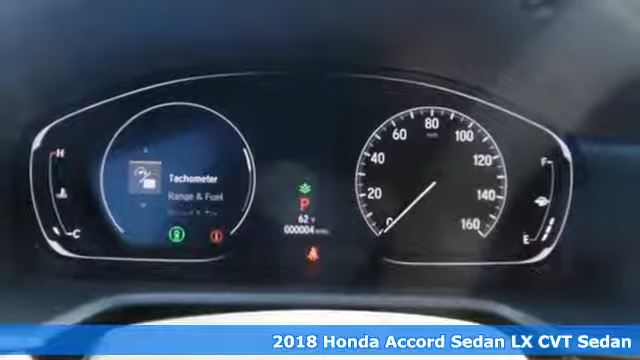 H
C
Tachometer
Range & Fuel
P
62
000004
0
20
40
60
80
100
120
140
160
F
E
2018 Honda Accord Sedan LX CVT Sedan